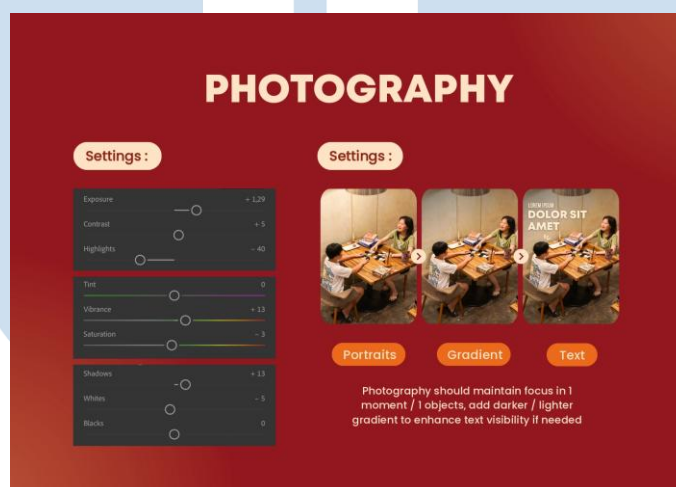 PHOTOGRAPHY
Settings :
Exposure + 1,29
Contrast + 5
Highlights - 40
Tint 0
Vibrance + 13
Saturation - 3
Shadows + 13
Whites - 5
Blacks 0
Settings :
LOREM IPSUM
DOLOR SIT
AMET
Portraits
Gradient
Text
Photography should maintain focus in 1
moment / 1 objects, add darker / lighter
gradient to enhance text visibility if needed